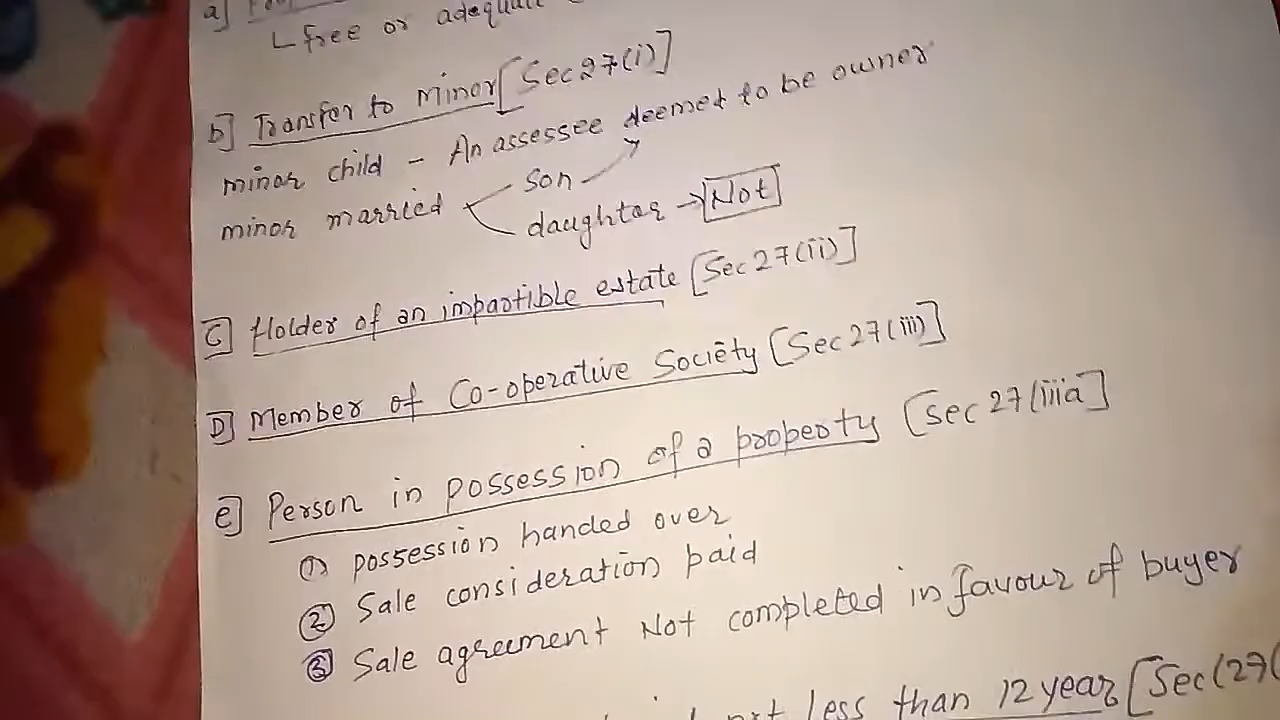 a]
Free or adequate
b] Transfer to minor [Sec 27(i)]
minor child - An assessee deemet to be owner
minor married son
daughter → Not
C] Holder of an impartible estate [Sec 27(ii)]
D] Member of Co-operative Society [Sec 27(iii)]
e] Person in possession of a property [Sec 27(iiia]
① possession handed over
② Sale consideration paid
③ Sale agreement Not completed in favour of buyer
not less than 12 year [Sec(27(